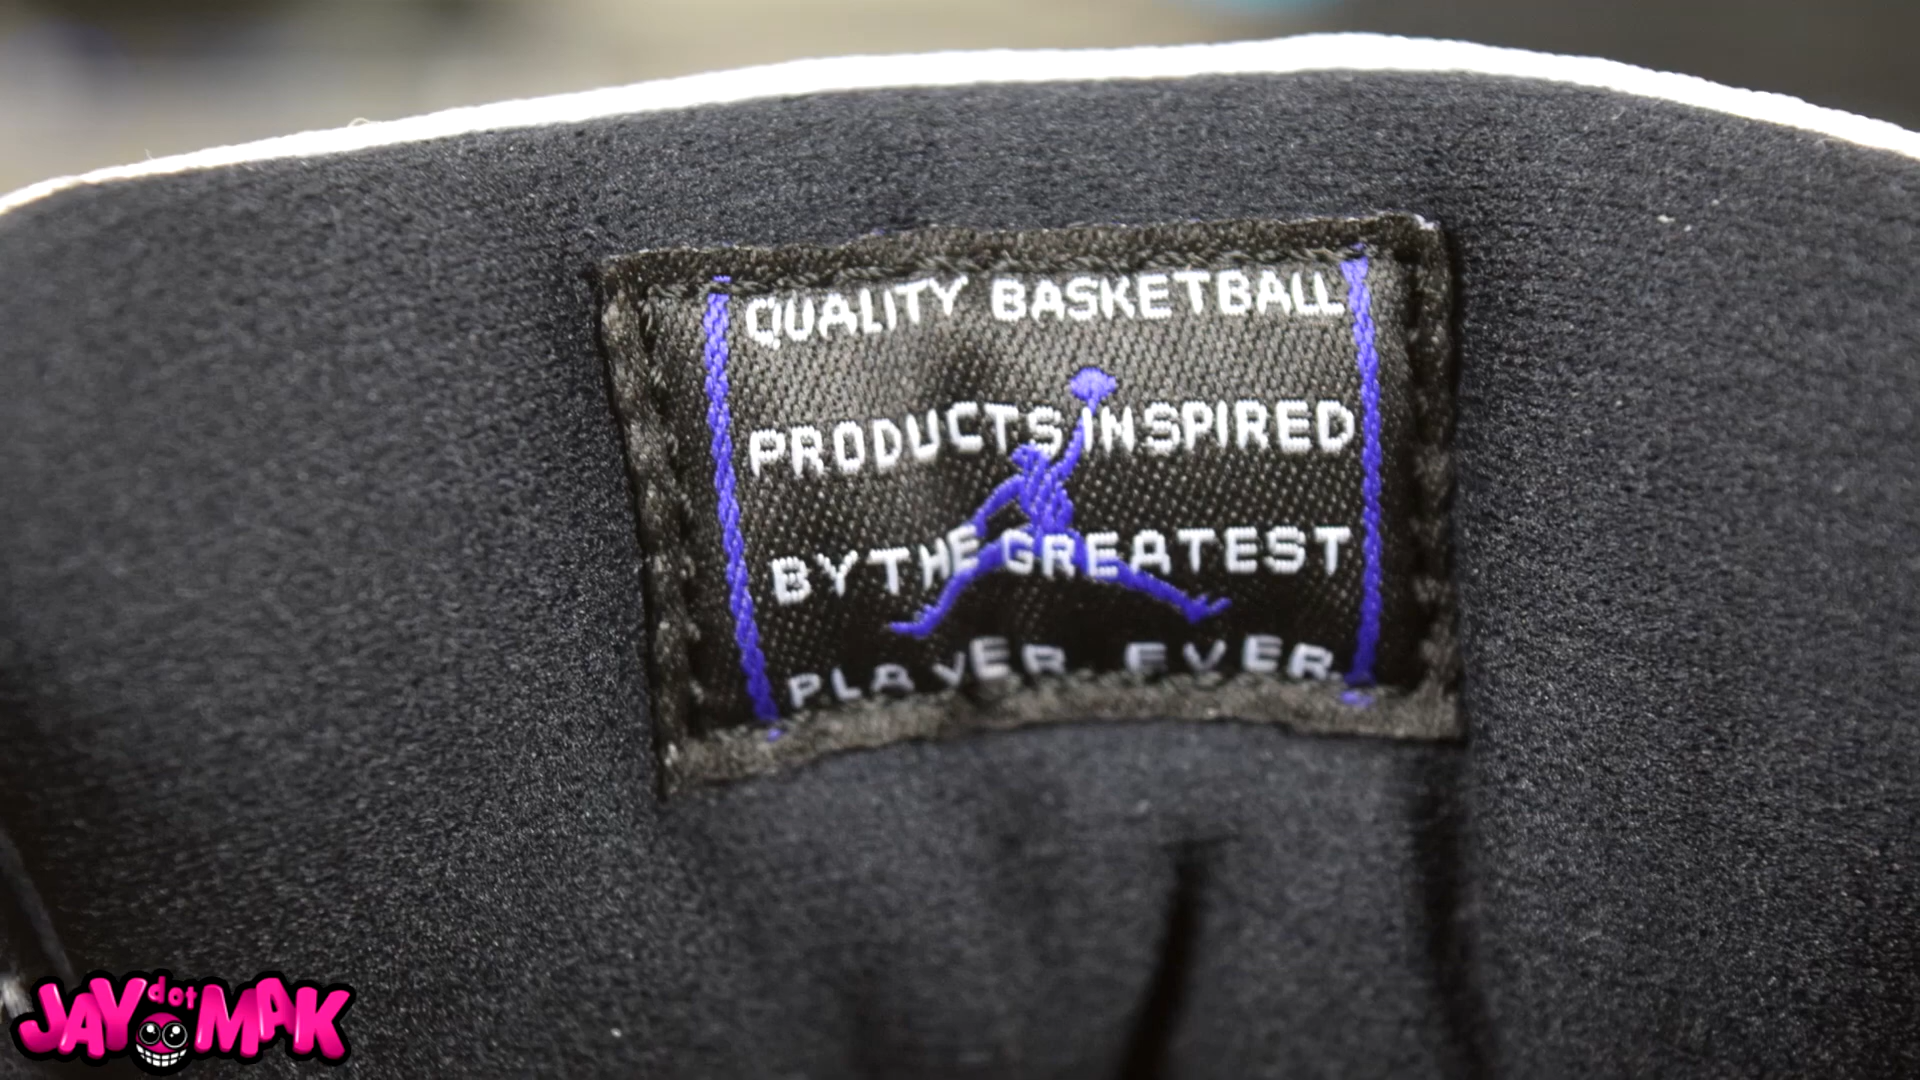 QUALITY BASKETBALL
PRODUCTS INSPIRED
BY THE GREATEST
PLAYER EVER.
JAY dot MAK